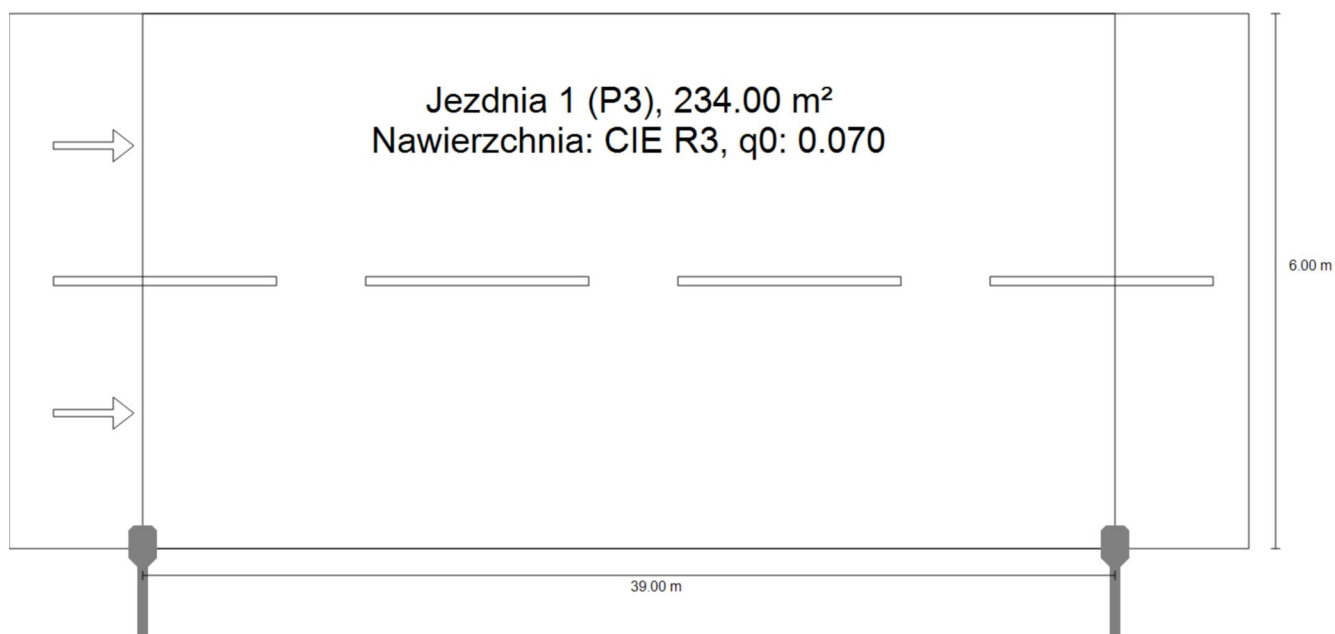 Jezdnia 1 (P3), 234.00 m²
Nawierzchnia: CIE R3, q0: 0.070
6.00 m
39.00 m